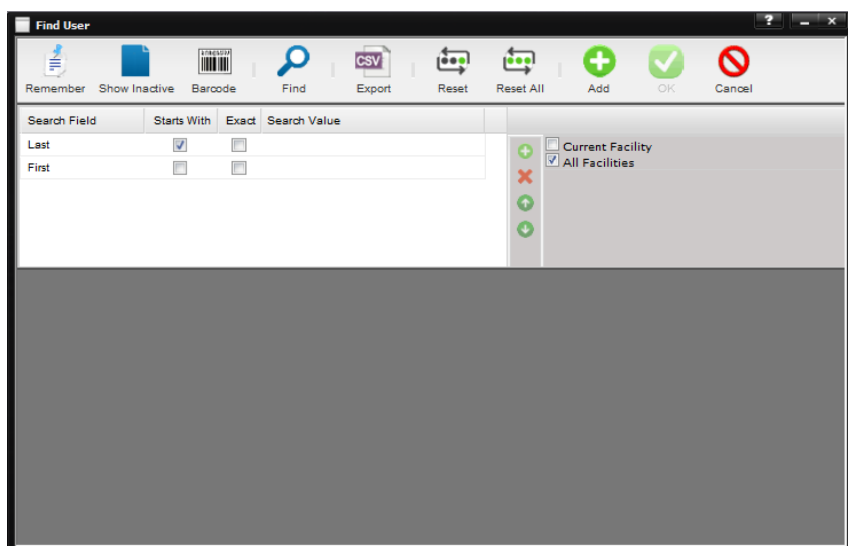 Find User
?
Remember Show Inactive Barcode Find CSV Export Reset Reset All Add OK Cancel
Search Field Starts With Exact Search Value
Last
First
Current Facility
All Facilities